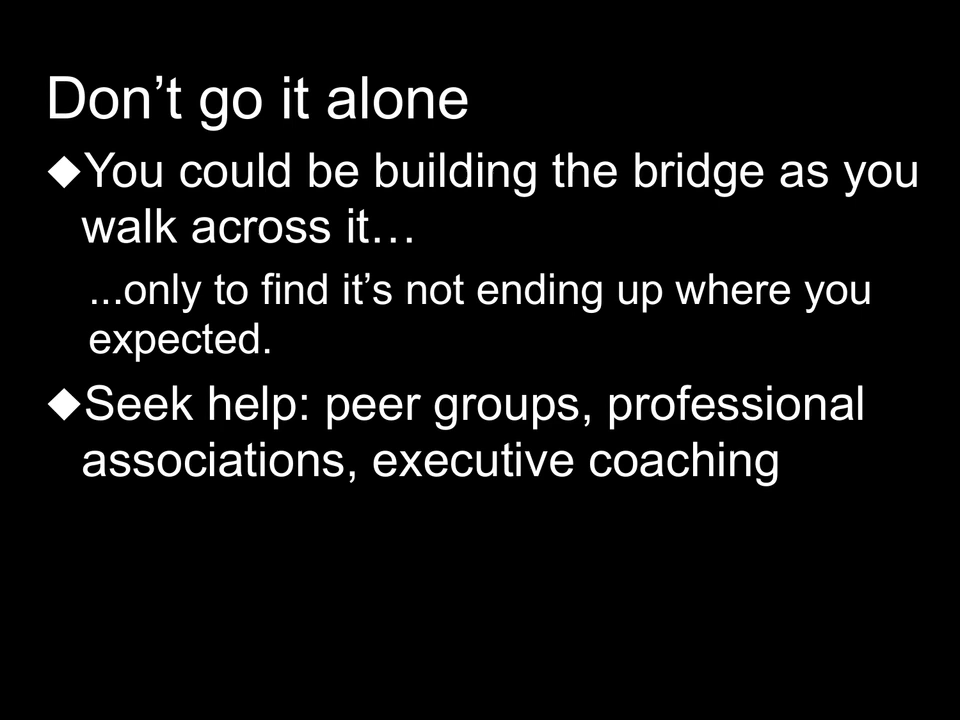 Don’t go it alone
◆You could be building the bridge as you
walk across it…
...only to find it’s not ending up where you
expected.
◆Seek help: peer groups, professional
associations, executive coaching